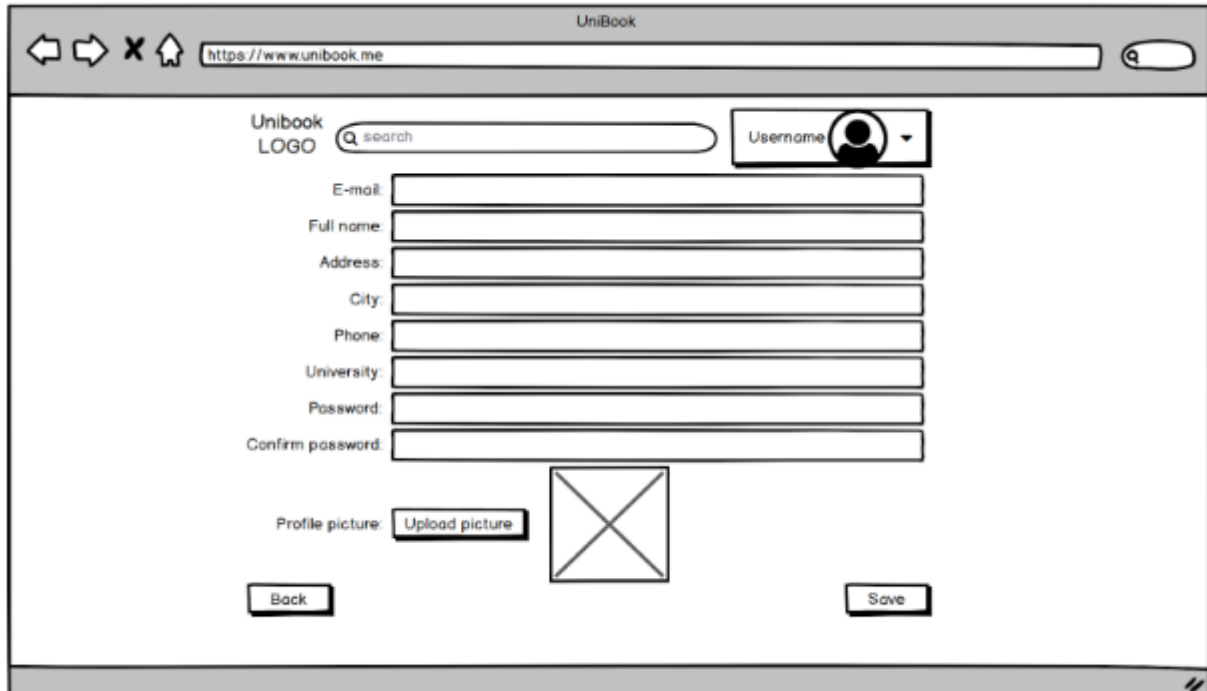 UniBook
https://www.unibook.me
Unibook
LOGO
search
Username
E-mail:
Full name:
Address:
City:
Phone:
University:
Password:
Confirm password:
Profile picture:
Upload picture
Back
Save